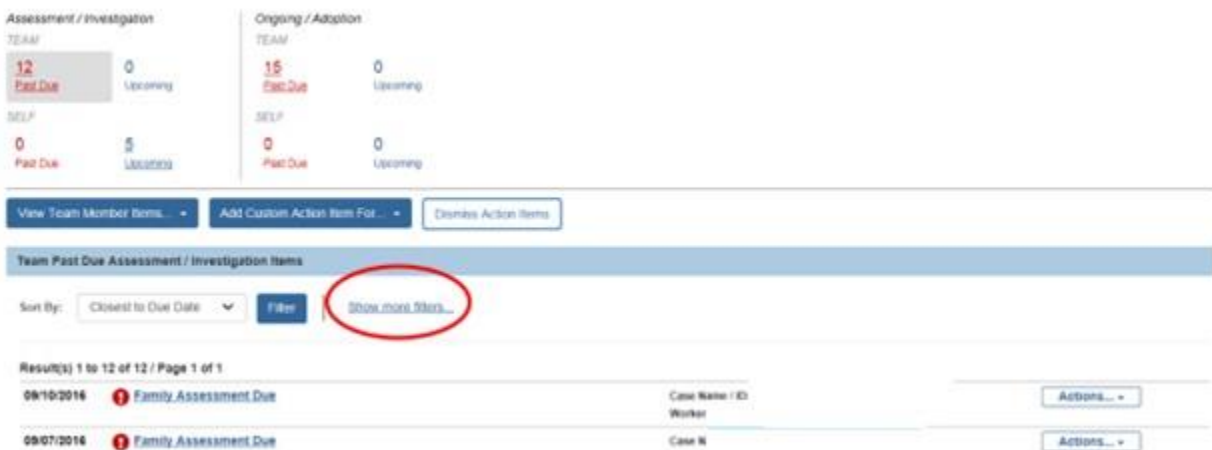 Assessment / Investigation
Ongoing / Adoption
TEAM
TEAM
12
0
15
0
Past Due
Upcoming
Past Due
Upcoming
SELF
SELF
0
5
0
0
Past Due
Upcoming
Past Due
Upcoming
View Team Member Items...
Add Custom Action Item For...
Dismiss Action Items
Team Past Due Assessment / Investigation Items
Sort By: Closest to Due Date Filter Show more filters...
Result(s) 1 to 12 of 12 / Page 1 of 1
09/10/2016 Family Assessment Due Case Name / ID Actions...
Worker
09/07/2016 Family Assessment Due Case N Actions...